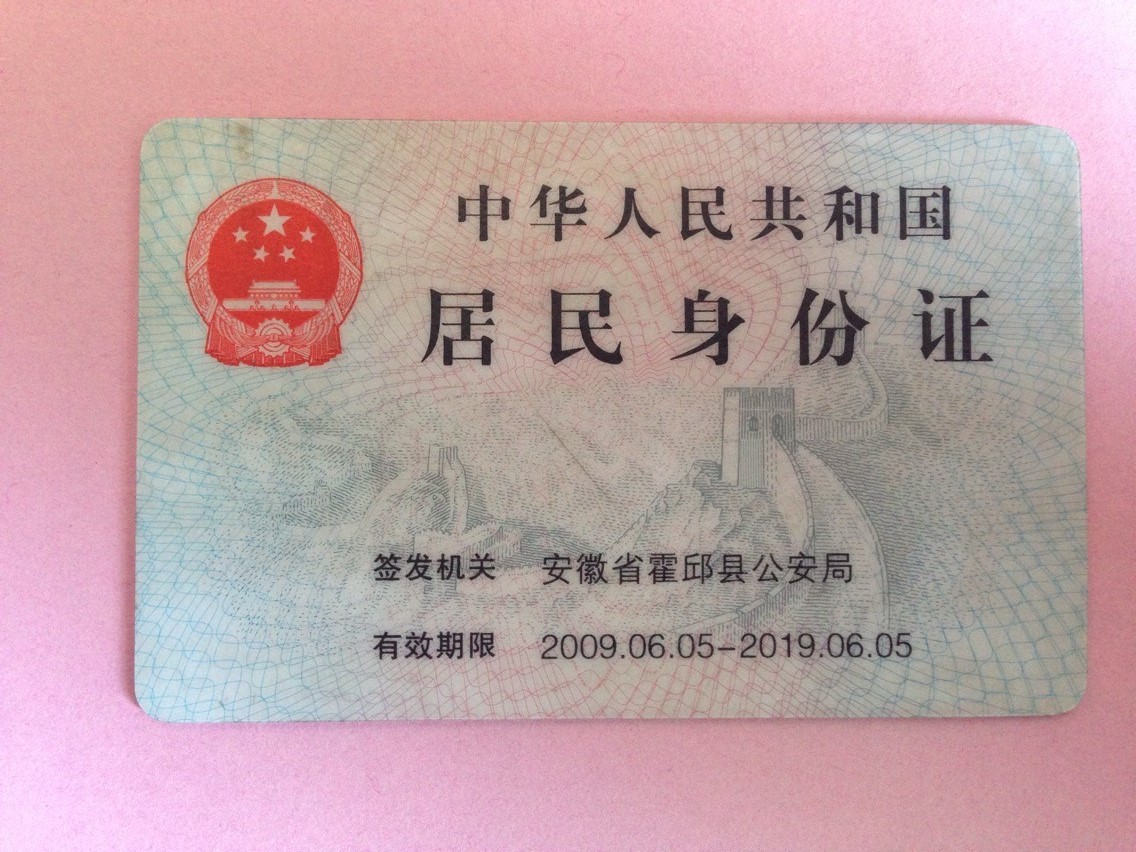 中华人民共和国
居民身份证
签发机关 安徽省霍邱县公安局
有效期限 2009.06.05-2019.06.05